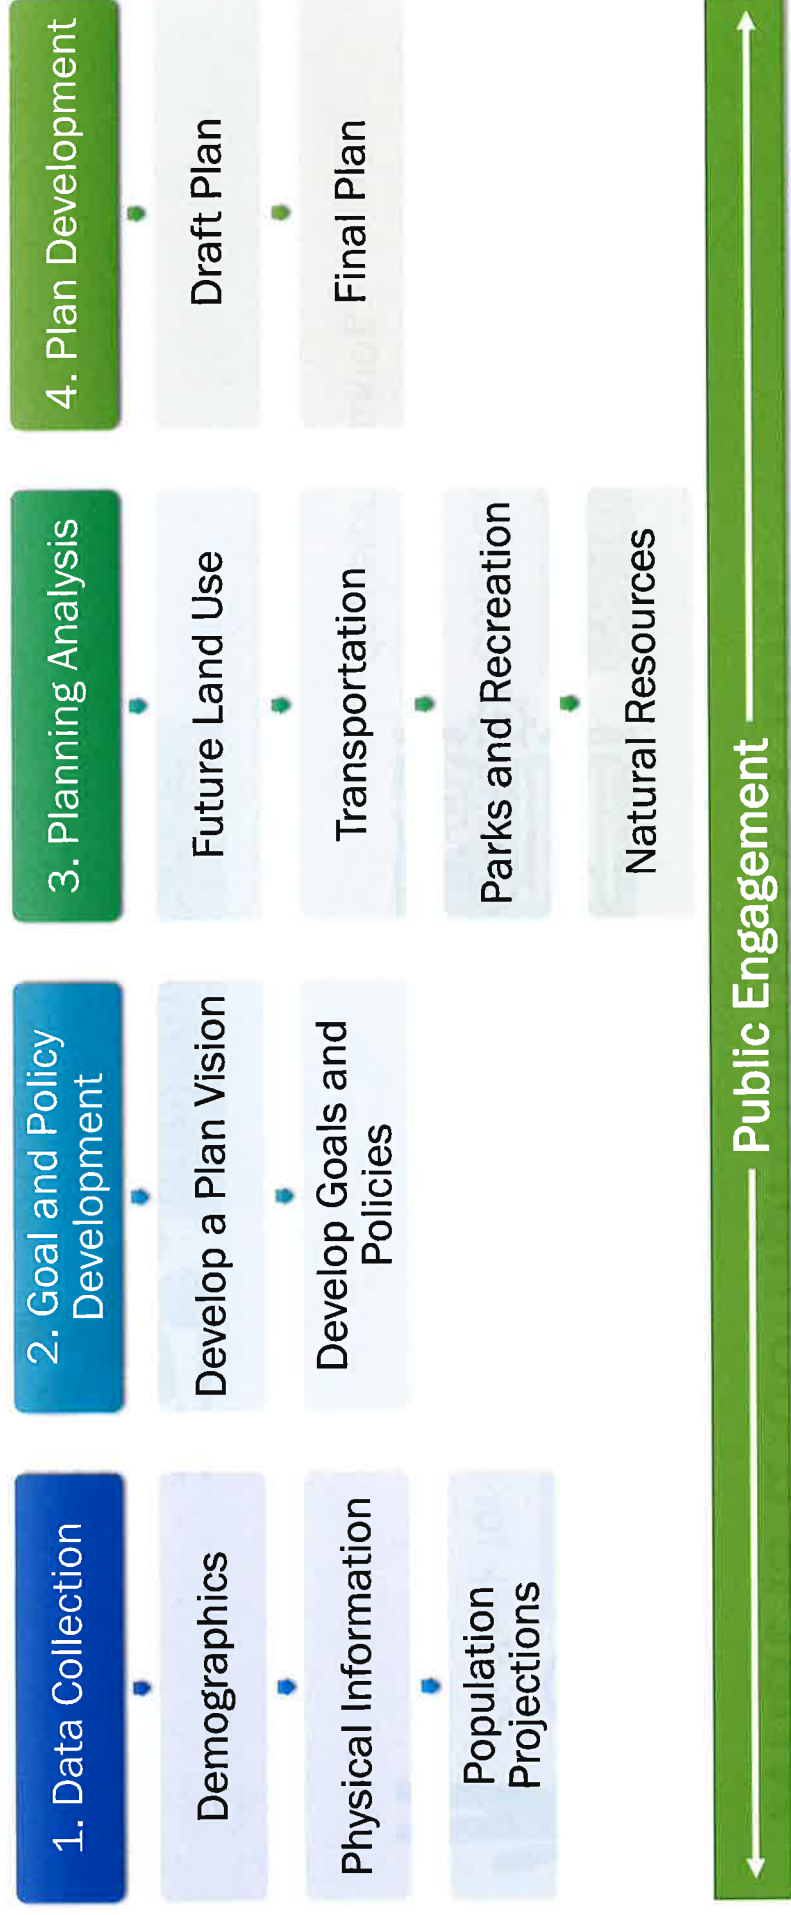 1. Data Collection
Demographics
Physical Information
Population
Projections
2. Goal and Policy
Development
Develop a Plan Vision
Develop Goals and
Policies
3. Planning Analysis
Future Land Use
Transportation
Parks and Recreation
Natural Resources
4. Plan Development
Draft Plan
Final Plan
Public Engagement